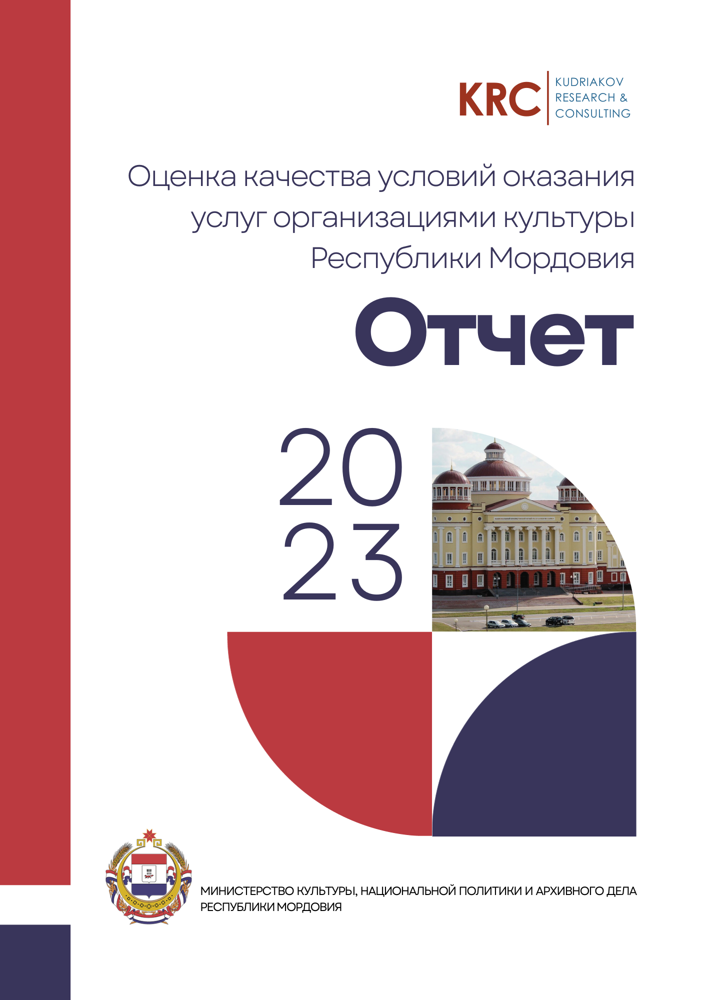 KRC
KUDRIAKOV
RESEARCH &
CONSULTING
Оценка качества условий оказания
услуг организациями культуры
Республики Мордовия
Отчет
20
23
МИНИСТЕРСТВО КУЛЬТУРЫ, НАЦИОНАЛЬНОЙ ПОЛИТИКИ И АРХИВНОГО ДЕЛА
РЕСПУБЛИКИ МОРДОВИЯ